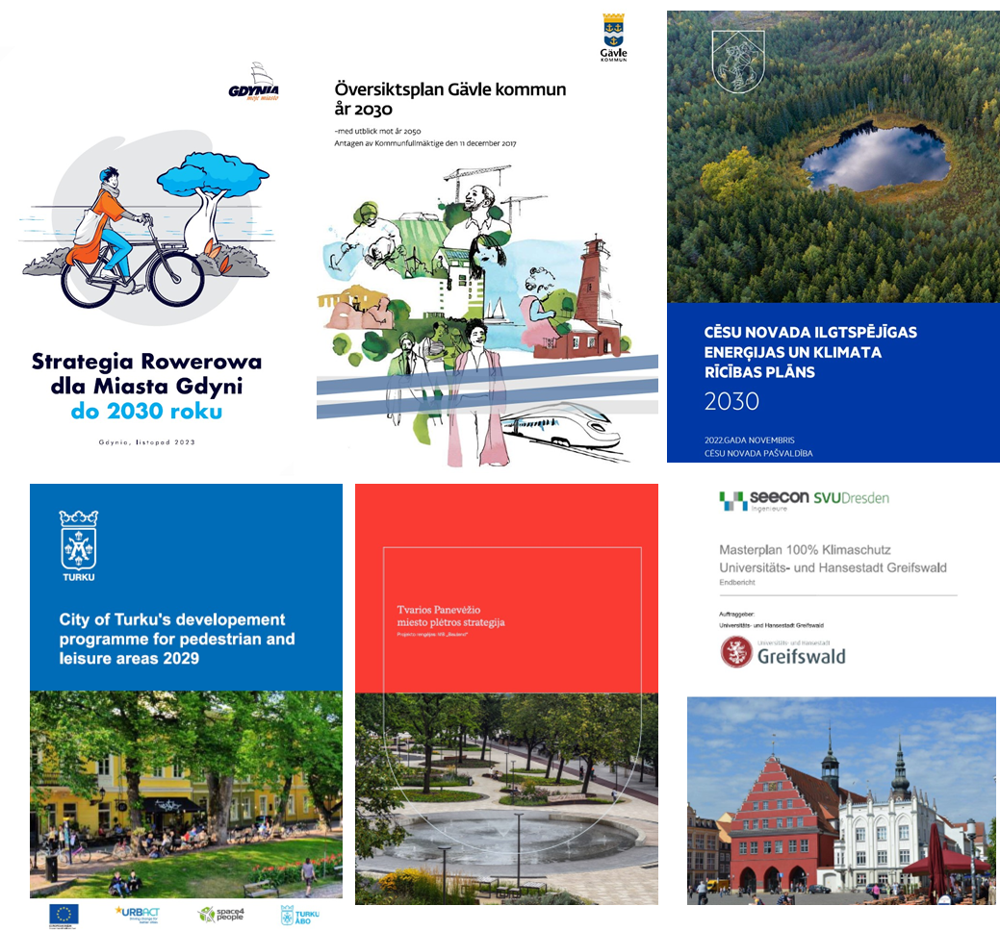 GDYNIA
moje miasto
Strategia Rowerowa
dla Miasta Gdyni
do 2030 roku
Gdynia, listopad 2023
Gävle
KOMMUN
Översiktsplan Gävle kommun
år 2030
–med utblick mot år 2050
Antagen av Kommunfullmäktige den 11 december 2017
CĒSU NOVADA ILGTSPĒJĪGAS
ENERĢIJAS UN KLIMATA
RĪCĪBAS PLĀNS
2030
2022.GADA NOVEMBRIS
CĒSU NOVADA PAŠVALDĪBA
TURKU
City of Turku's developement
programme for pedestrian and
leisure areas 2029
URBACT
space4
people
TURKU
ÅBO
Tvarios Panevėžio
miesto plėtros strategija
seecon SVUDresden
Ingenieure
Masterplan 100% Klimaschutz
Universitäts- und Hansestadt Greifswald
Endbericht
Auftraggeber:
Universitäts- und Hansestadt Greifswald
Universitäts- und Hansestadt
Greifswald